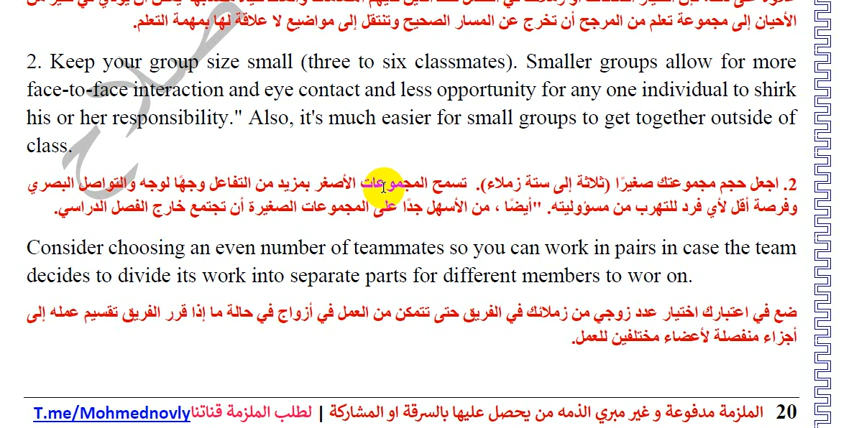 الأحيان إلى مجموعة تعلم من المرجح أن تخرج عن المسار الصحيح وتنتقل إلى مواضيع لا علاقة لها بمهمة التعلم.
2. Keep your group size small (three to six classmates). Smaller groups allow for more
face-to-face interaction and eye contact and less opportunity for any one individual to shirk
his or her responsibility." Also, it's much easier for small groups to get together outside of
class.
2. اجعل حجم مجموعتك صغيرًا (ثلاثة إلى ستة زملاء). تسمح المجموعات الأصغر بمزيد من التفاعل وجهًا لوجه والتواصل البصري
وفرصة أقل لأي فرد للتهرب من مسؤوليته. "أيضًا ، من الأسهل جدًا على المجموعات الصغيرة أن تجتمع خارج الفصل الدراسي.
Consider choosing an even number of teammates so you can work in pairs in case the team
decides to divide its work into separate parts for different members to wor on.
ضع في اعتبارك اختيار عدد زوجي من زملائك في الفريق حتى تتمكن من العمل في أزواج في حالة ما إذا قرر الفريق تقسيم عمله إلى
أجزاء منفصلة لأعضاء مختلفين للعمل.
20 الملزمة مدفوعة و غير مبري الذمه من يحصل عليها بالسرقة او المشاركة | لطلب الملزمة قناتنا T.me/Mohmednovly